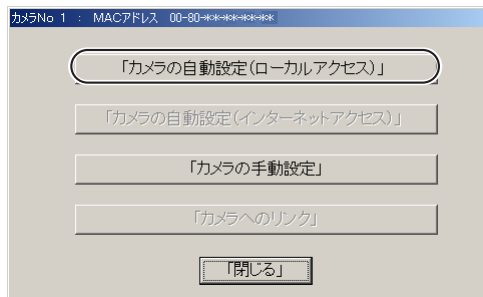 カメラNo 1 : MACアドレス 00-80-**-**-**-**
「カメラの自動設定(ローカルアクセス)」
「カメラの自動設定(インターネットアクセス)」
「カメラの手動設定」
「カメラへのリンク」
「閉じる」